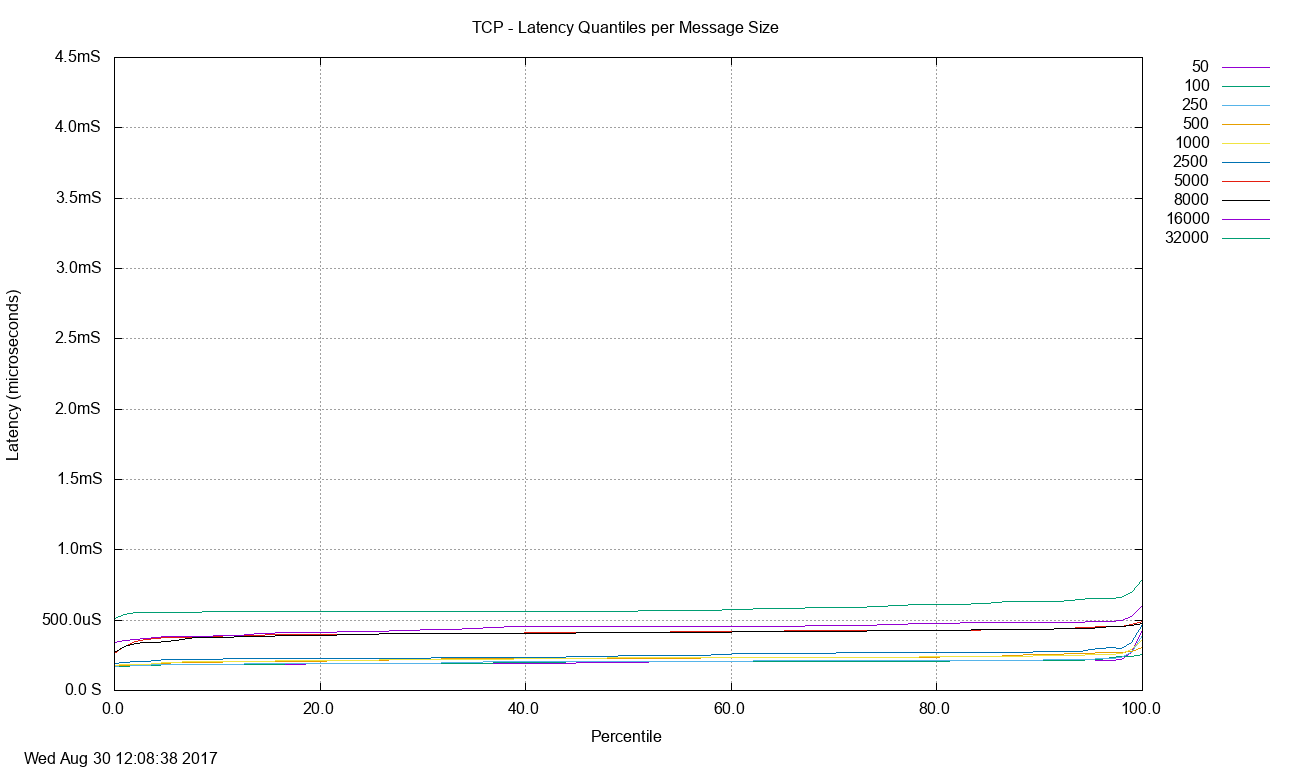 TCP - Latency Quantiles per Message Size
4.5mS
4.0mS
3.5mS
3.0mS
2.5mS
2.0mS
1.5mS
1.0mS
500.0uS
0.0 S
Latency (microseconds)
0.0 20.0 40.0 60.0 80.0 100.0
Percentile
50
100
250
500
1000
2500
5000
8000
16000
32000
Wed Aug 30 12:08:38 2017